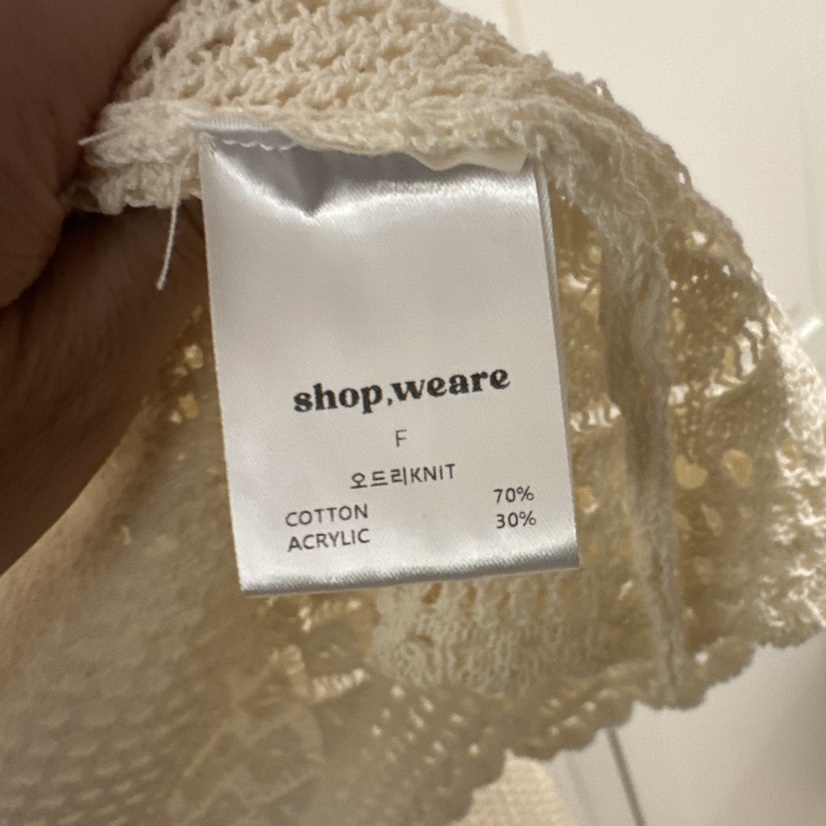 shop,weare
F
오드리KNIT
COTTON 70%
ACRYLIC 30%